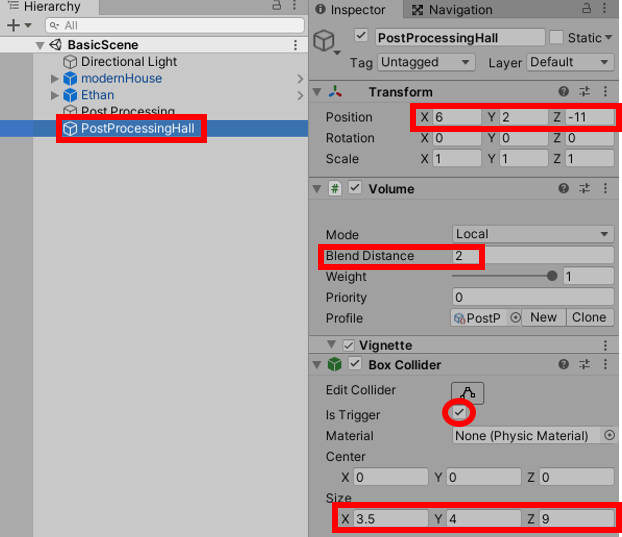 Hierarchy
All
BasicScene
Directional Light
modernHouse
Ethan
Post Processing
PostProcessingHall
Inspector
Navigation
PostProcessingHall
Static
Tag Untagged Layer Default
Transform
Position X 6 Y 2 Z -11
Rotation X 0 Y 0 Z 0
Scale X 1 Y 1 Z 1
# Volume
Mode Local
Blend Distance 2
Weight 1
Priority 0
Profile PostP New Clone
Vignette
Box Collider
Edit Collider
Is Trigger
Material None (Physic Material)
Center
X 0 Y 0 Z 0
Size
X 3.5 Y 4 Z 9